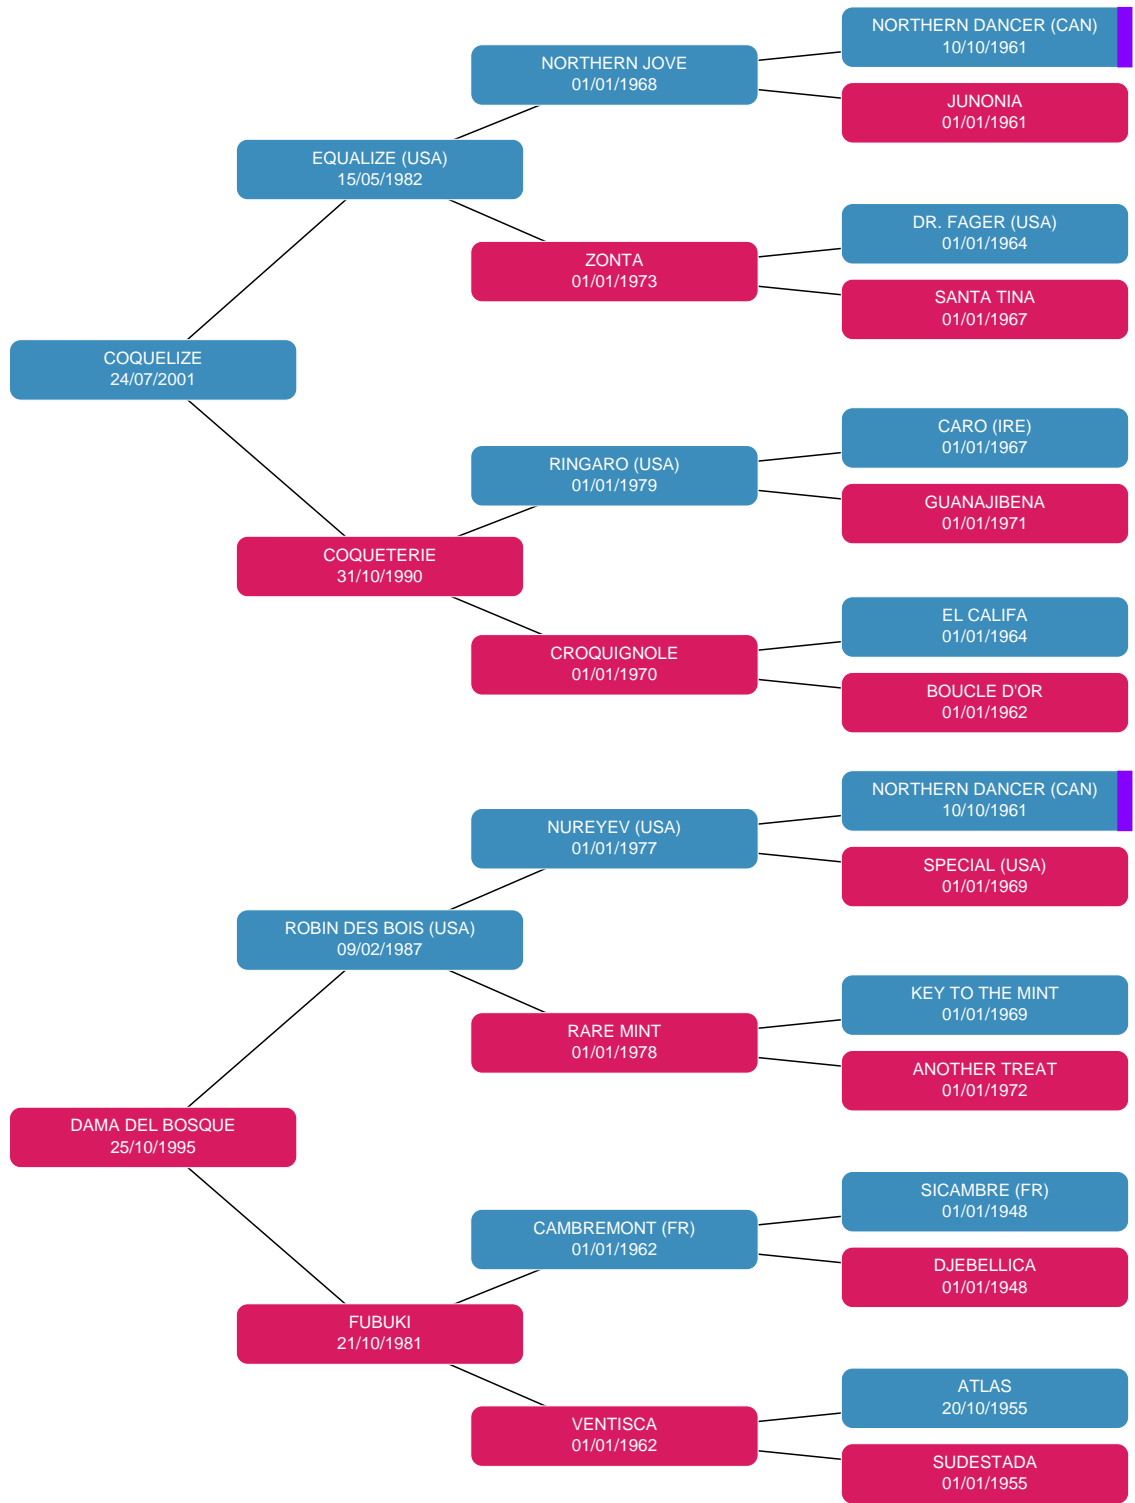 NORTHERN DANCER (CAN)
10/10/1961
NORTHERN JOVE
01/01/1968
JUNONIA
01/01/1961
EQUALIZE (USA)
15/05/1982
DR. FAGER (USA)
01/01/1964
ZONTA
01/01/1973
SANTA TINA
01/01/1967
COQUELIZE
24/07/2001
CARO (IRE)
01/01/1967
RINGARO (USA)
01/01/1979
GUANAJIBENA
01/01/1971
COQUETERIE
31/10/1990
EL CALIFA
01/01/1964
CROQUIGNOLE
01/01/1970
BOUCLE D'OR
01/01/1962
NORTHERN DANCER (CAN)
10/10/1961
NUREYEV (USA)
01/01/1977
SPECIAL (USA)
01/01/1969
ROBIN DES BOIS (USA)
09/02/1987
KEY TO THE MINT
01/01/1969
RARE MINT
01/01/1978
ANOTHER TREAT
01/01/1972
DAMA DEL BOSQUE
25/10/1995
SICAMBRE (FR)
01/01/1948
CAMBREMONT (FR)
01/01/1962
DJEBELLICA
01/01/1948
FUBUKI
21/10/1981
ATLAS
20/10/1955
VENTISCA
01/01/1962
SUDESTADA
01/01/1955